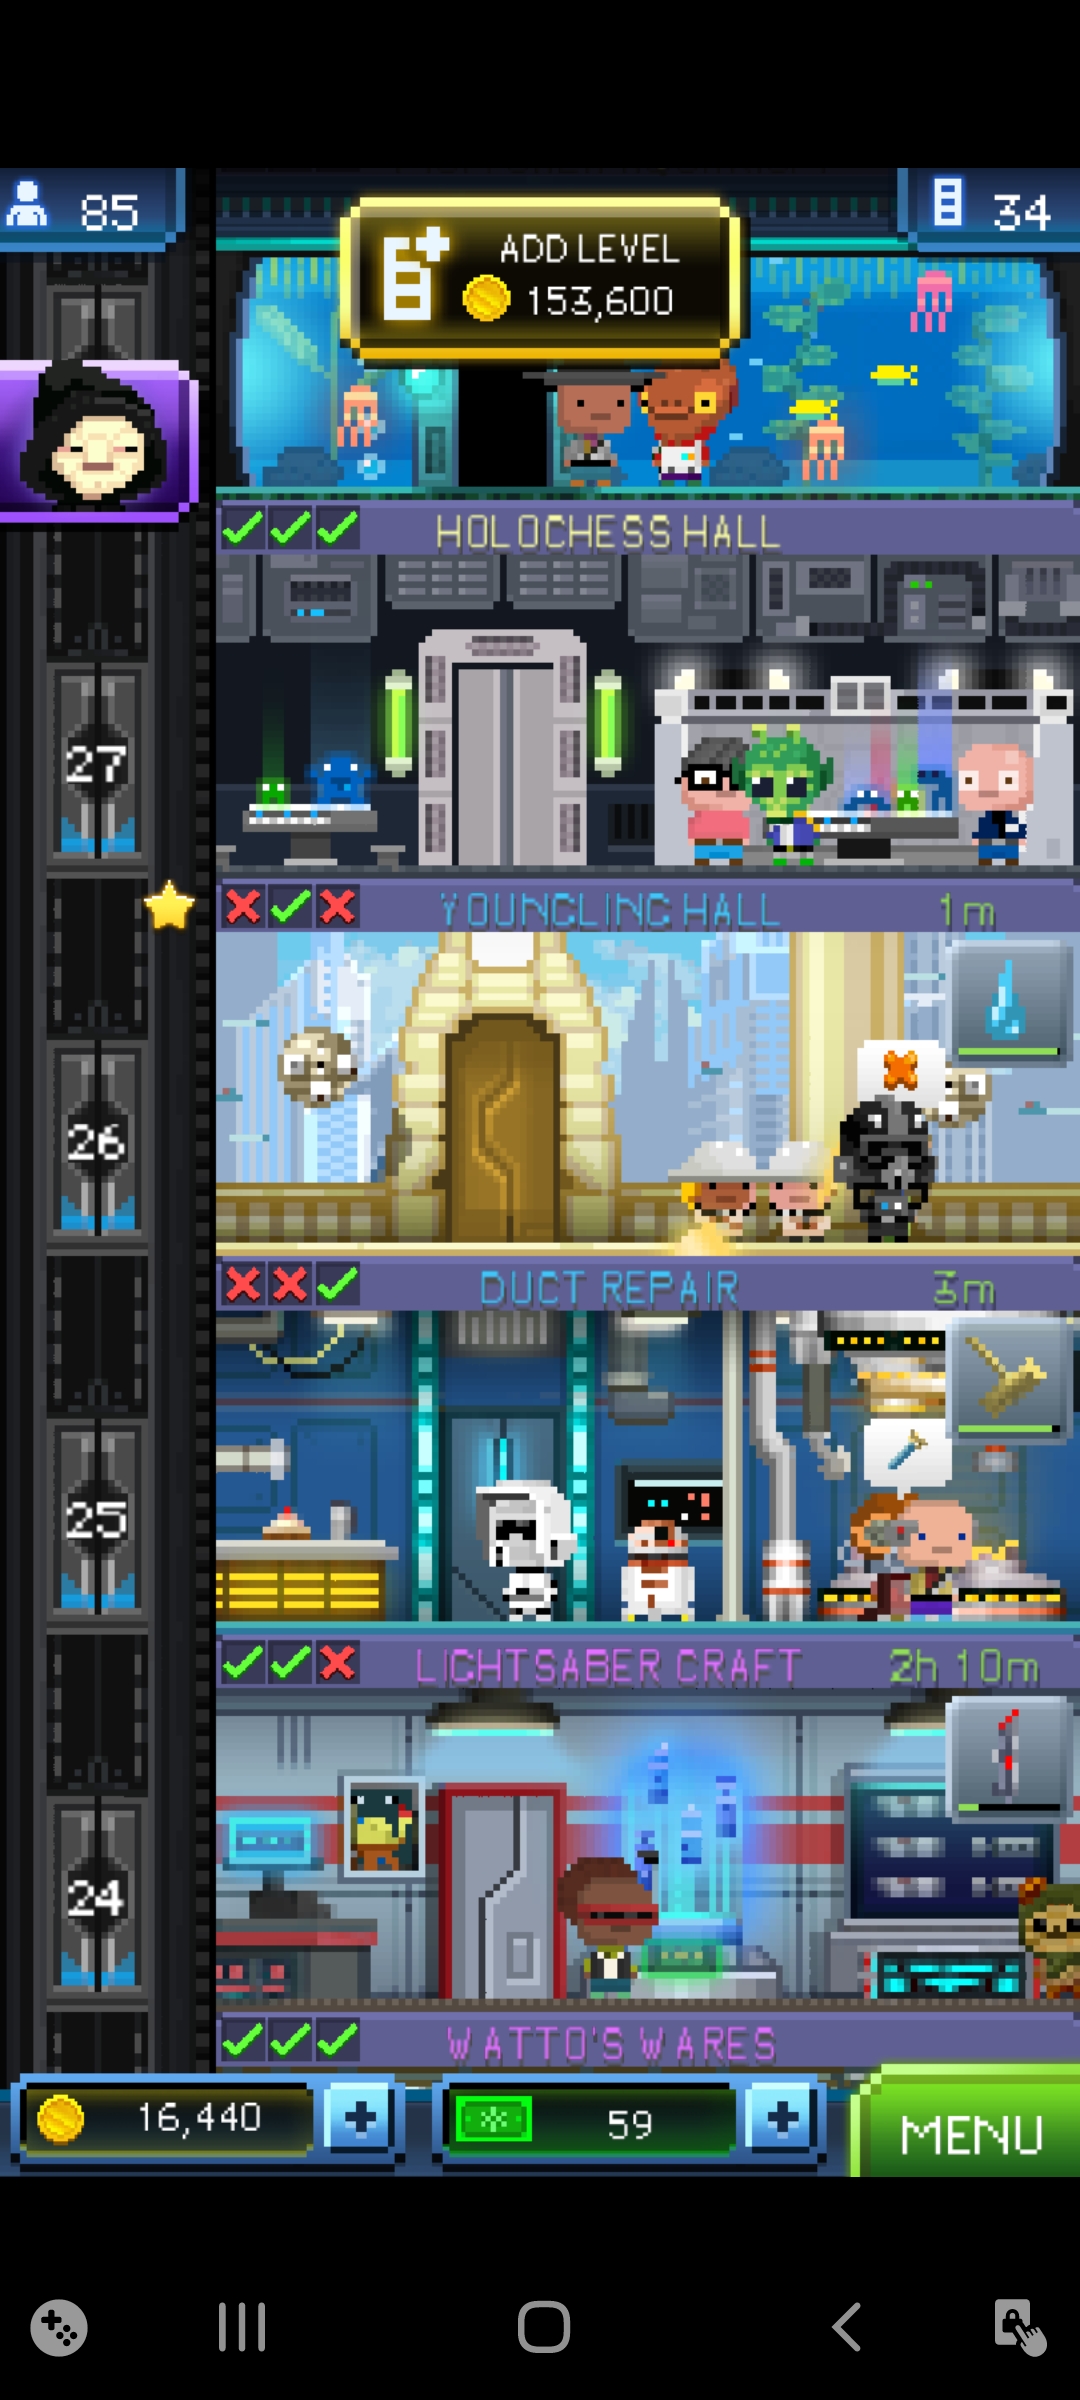 85
34
ADD LEVEL
153,600
HOLOCHESS HALL
27
YOUNGLING HALL 1m
26
DUCT REPAIR 3m
25
LIGHTSABER CRAFT 2h 10m
24
WATTO'S WARES
16,440
59
MENU